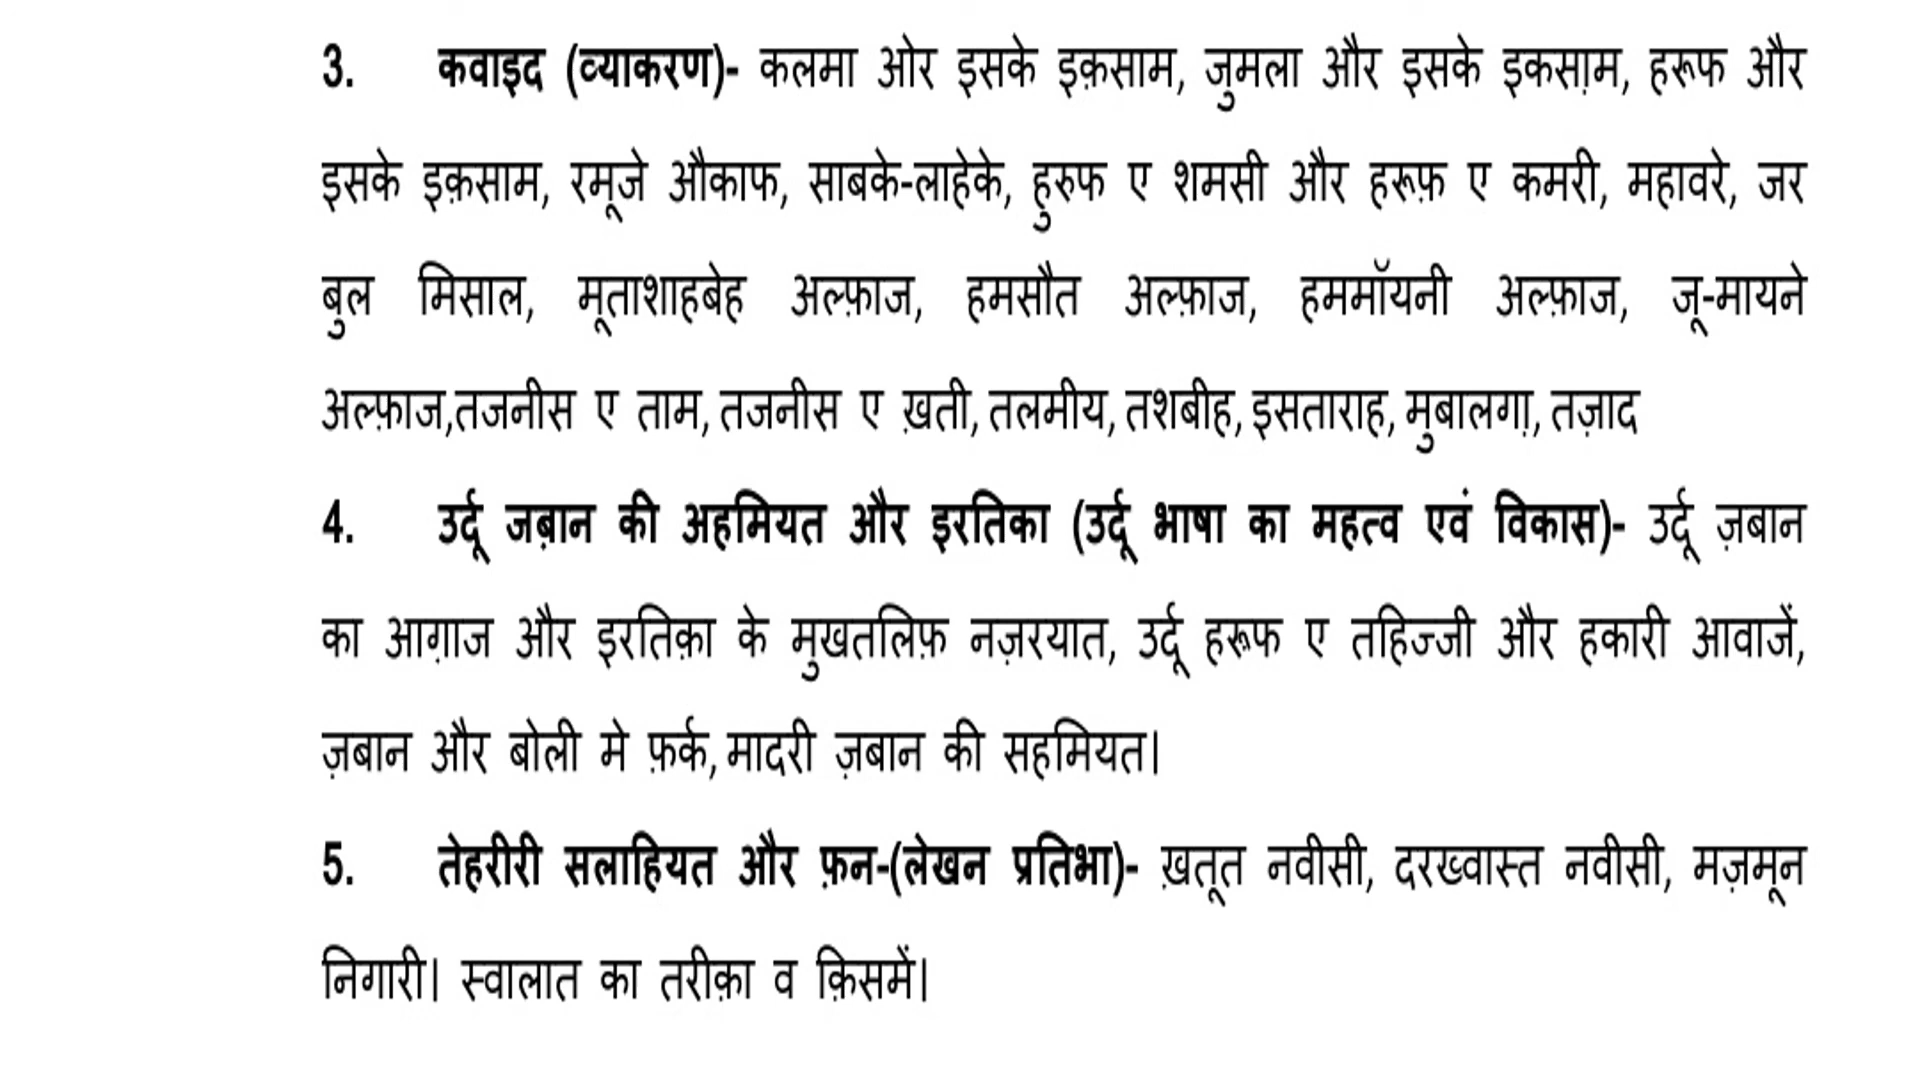 3. कवाइद (व्याकरण)- कलमा ओर इसके इक़साम, जुमला और इसके इकसा़म, हरूफ और
इसके इक़साम, रमूजे औकाफ, साबके-लाहेके, हुरुफ ए शमसी और हरूफ़ ए कमरी, महावरे, जर
बुल मिसाल, मूताशाहबेह अल्फ़ाज, हमसौत अल्फ़ाज, हममॉयनी अल्फ़ाज, जू-मायने
अल्फ़ाज,तजनीस ए ताम, तजनीस ए ख़ती, तलमीय, तशबीह, इसताराह, मुबालगा़, तज़ाद
4. उर्दू जब़ान की अहमियत और इरतिका (उर्दू भाषा का महत्व एवं विकास)- उर्दू ज़बान
का आग़ाज और इरतिक़ा के मुखतलिफ़ नज़रयात, उर्दू हरूफ ए तहिज्जी और हकारी आवाजें,
ज़बान और बोली मे फ़र्क, मादरी ज़बान की सहमियत।
5. तेहरीरी सलाहियत और फ़न-(लेखन प्रतिभा)- ख़तूत नवीसी, दरख्वास्त नवीसी, मज़मून
निगारी। स्वालात का तरीक़ा व क़िसमें।